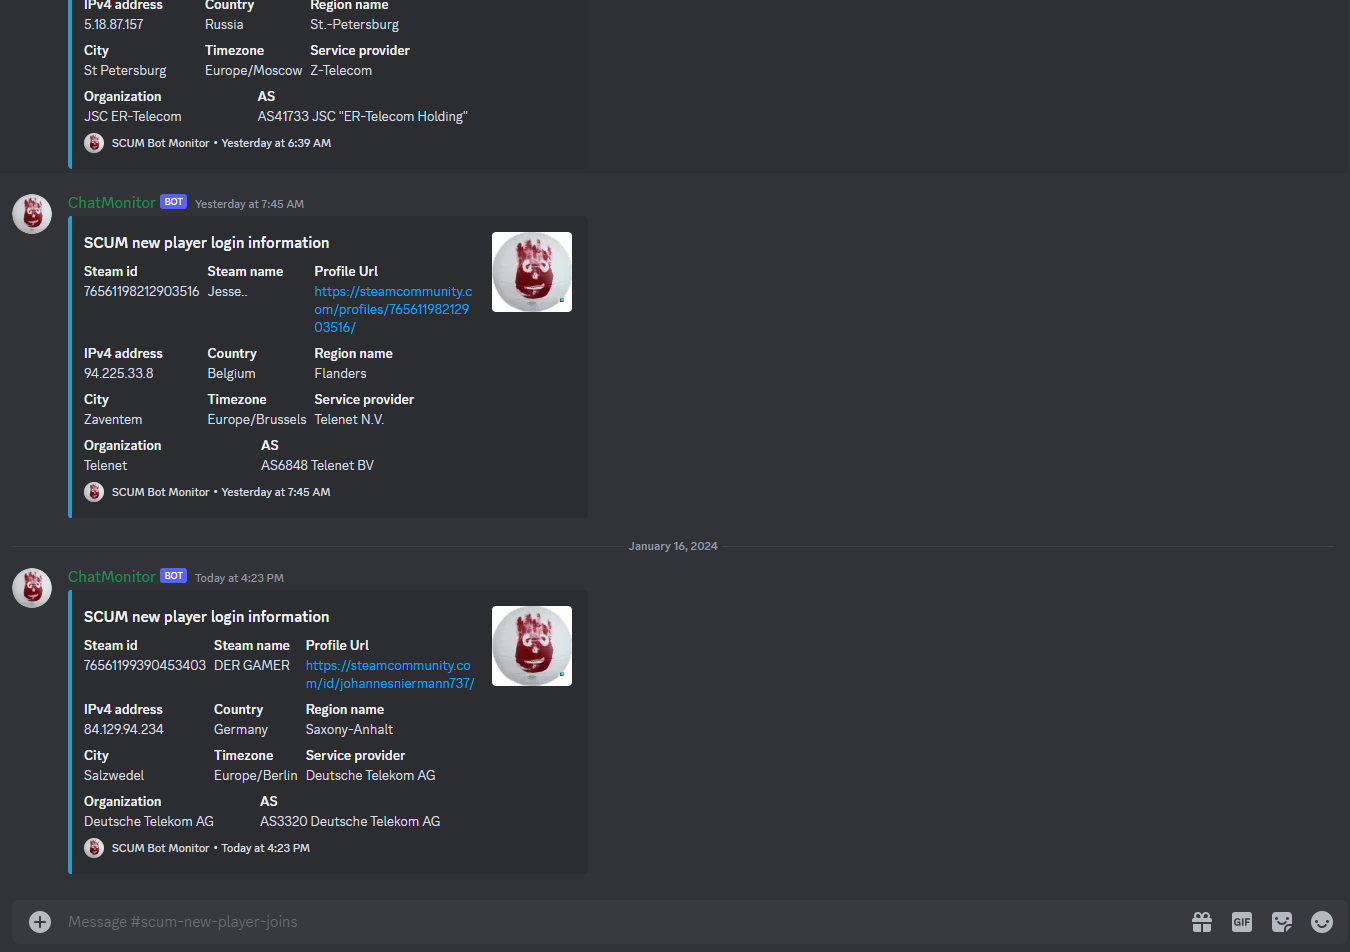 IPv4 address Country Region name
5.18.87.157 Russia St.-Petersburg
City Timezone Service provider
St Petersburg Europe/Moscow Z-Telecom
Organization AS
JSC ER-Telecom AS41733 JSC "ER-Telecom Holding"
SCUM Bot Monitor • Yesterday at 6:39 AM
ChatMonitor BOT Yesterday at 7:45 AM
SCUM new player login information
Steam id Steam name Profile Url
76561198212903516 Jesse.. https://steamcommunity.c
om/profiles/765611982129
03516/
IPv4 address Country Region name
94.225.33.8 Belgium Flanders
City Timezone Service provider
Zaventem Europe/Brussels Telenet N.V.
Organization AS
Telenet AS6848 Telenet BV
SCUM Bot Monitor • Yesterday at 7:45 AM
January 16, 2024
ChatMonitor BOT Today at 4:23 PM
SCUM new player login information
Steam id Steam name Profile Url
76561199390453403 DER GAMER https://steamcommunity.co
m/id/johannesniermann737/
IPv4 address Country Region name
84.129.94.234 Germany Saxony-Anhalt
City Timezone Service provider
Salzwedel Europe/Berlin Deutsche Telekom AG
Organization AS
Deutsche Telekom AG AS3320 Deutsche Telekom AG
SCUM Bot Monitor • Today at 4:23 PM
Message #scum-new-player-joins GIF